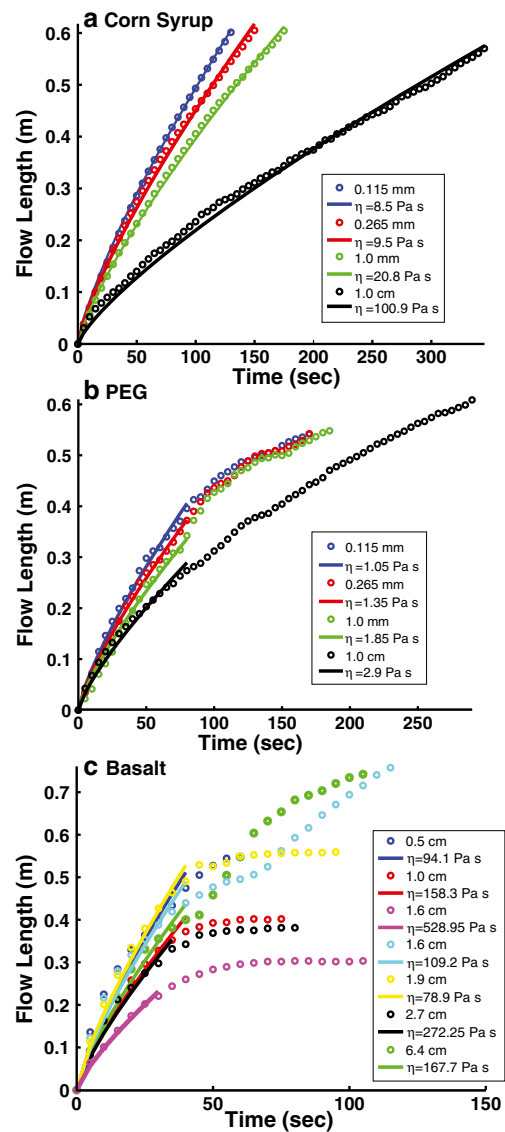 a Corn Syrup
0.6
0.5
0.4
0.3
0.2
0.1
0
Flow Length (m)
0.115 mm
η =8.5 Pa s
0.265 mm
η =9.5 Pa s
1.0 mm
η =20.8 Pa s
1.0 cm
η =100.9 Pa s
0 50 100 150 200 250 300
Time (sec)
b PEG
0.6
0.5
0.4
0.3
0.2
0.1
0
Flow Length (m)
0.115 mm
η=1.05 Pa s
0.265 mm
η=1.35 Pa s
1.0 mm
η=1.85 Pa s
1.0 cm
η=2.9 Pa s
0 50 100 150 200 250
Time (sec)
c Basalt
0.7
0.6
0.5
0.4
0.3
0.2
0.1
0
Flow Length (m)
0.5 cm
η=94.1 Pa s
1.0 cm
η=158.3 Pa s
1.6 cm
η=528.95 Pa s
1.6 cm
η=109.2 Pa s
1.9 cm
η=78.9 Pa s
2.7 cm
η=272.25 Pa s
6.4 cm
η=167.7 Pa s
0 50 100 150
Time (sec)